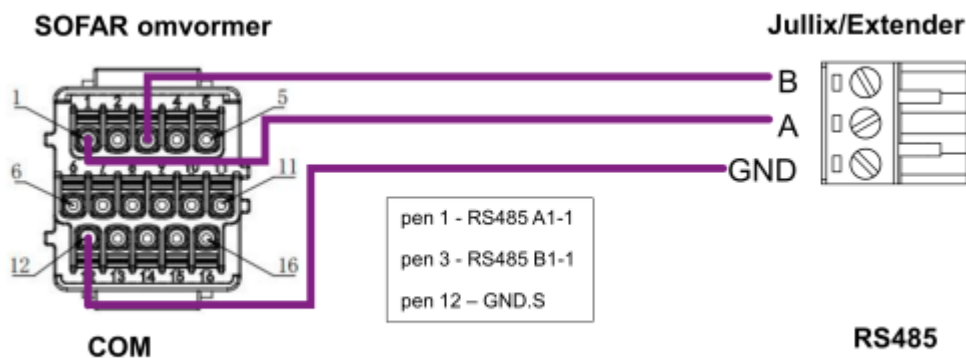 SOFAR omvormer
Jullix/Extender
1 2 4 5
1
5
B
A
GND
6 7 8 9 10 11
6
11
12
16
12 13 14 15 16
pen 1 - RS485 A1-1
pen 3 - RS485 B1-1
pen 12 – GND.S
COM
RS485